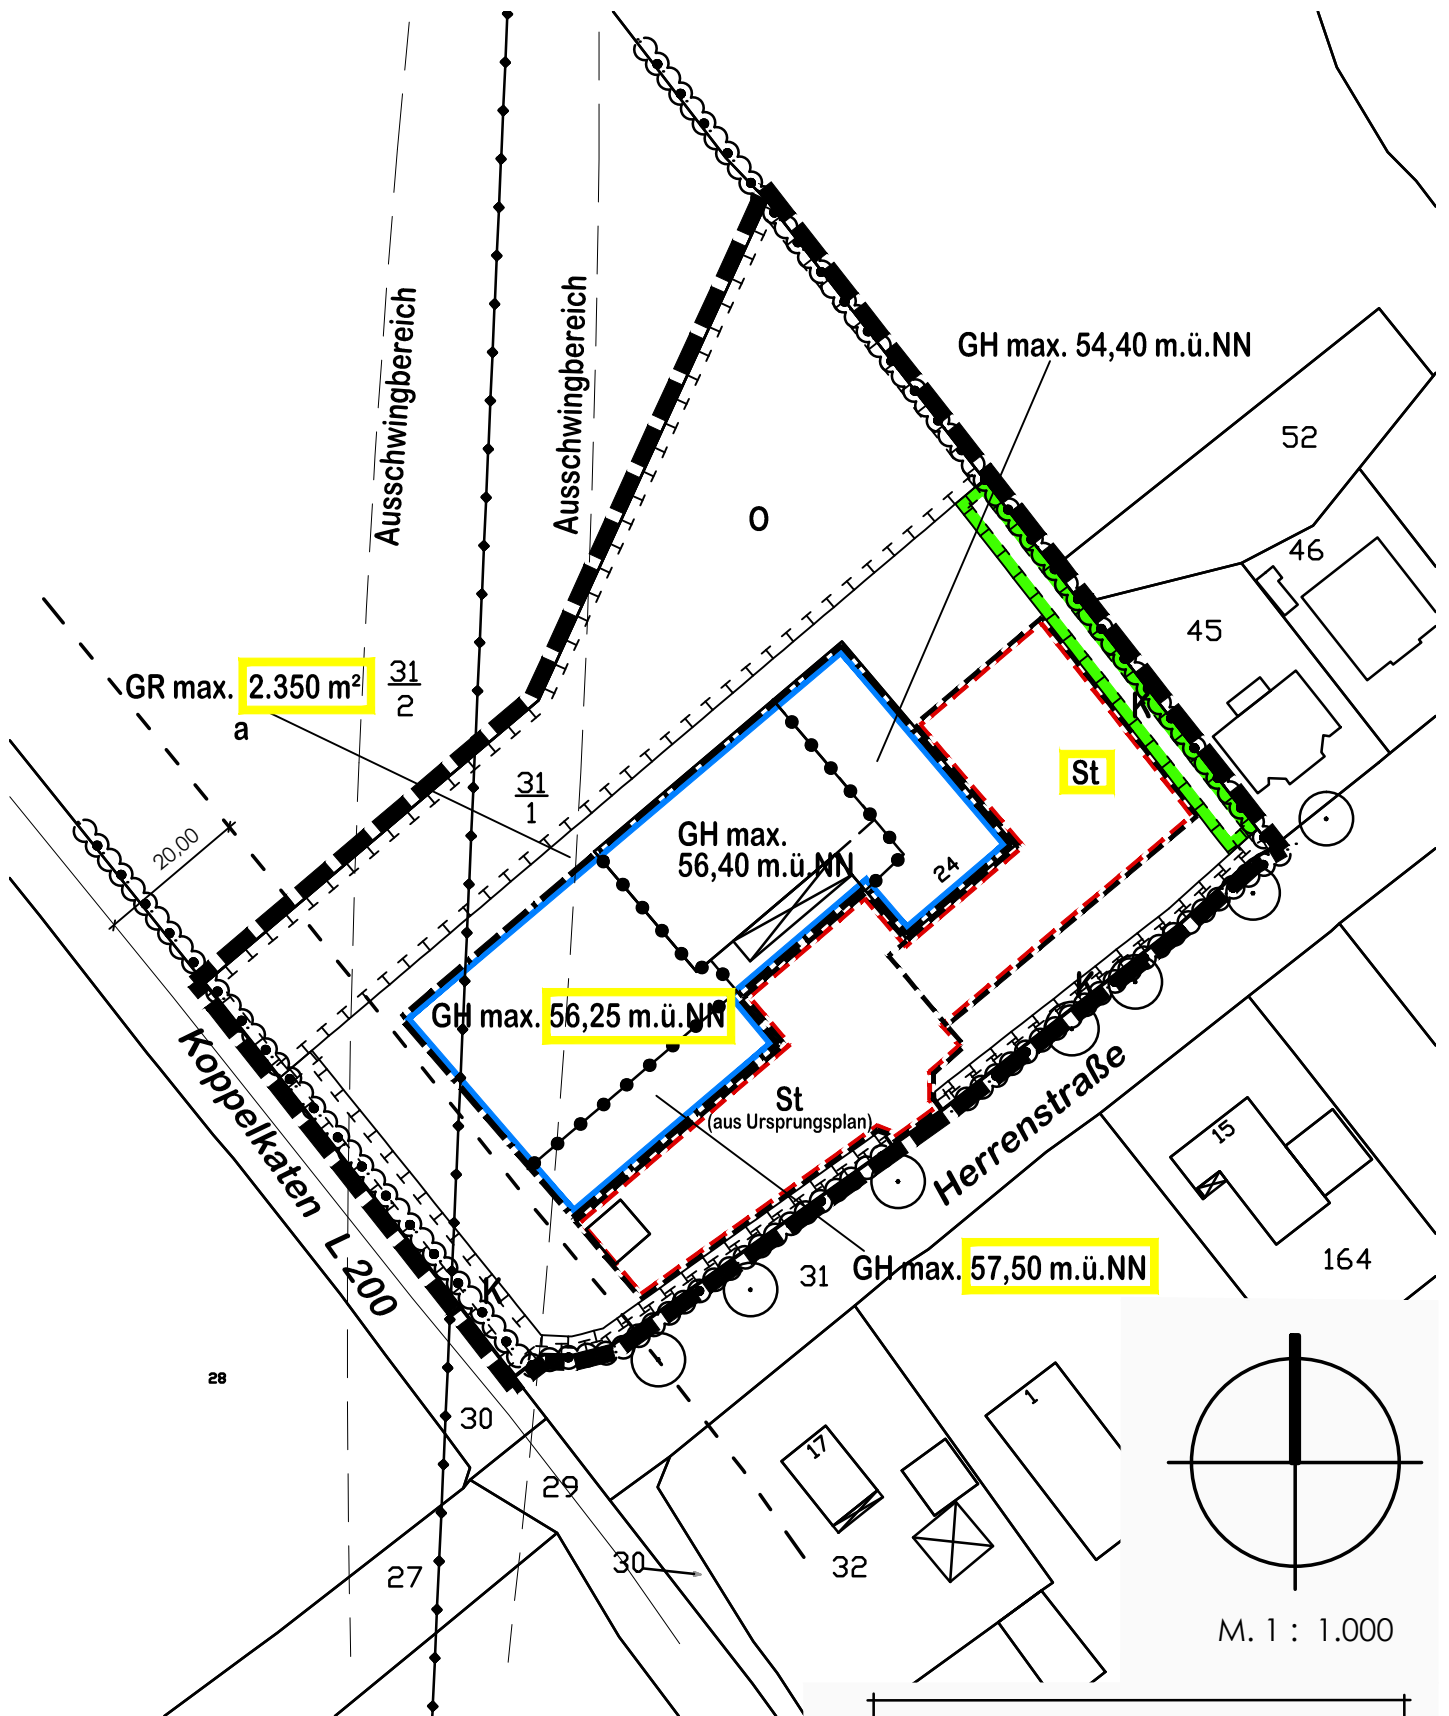 Ausschwingbereich
Ausschwingbereich
GH max. 54,40 m.ü.NN
52
O
46
45
GR max. 2.350 m²
a
31
2
31
1
K
St
20,00
GH max.
56,40 m.ü.NN
24
GH max. 56,25 m.ü.NN
K
St
(aus Ursprungsplan)
Koppelkaten L 200
Herrenstraße
15
164
GH max. 57,50 m.ü.NN
31
K
28
30
29
17
1
27
30
32
M. 1 : 1.000